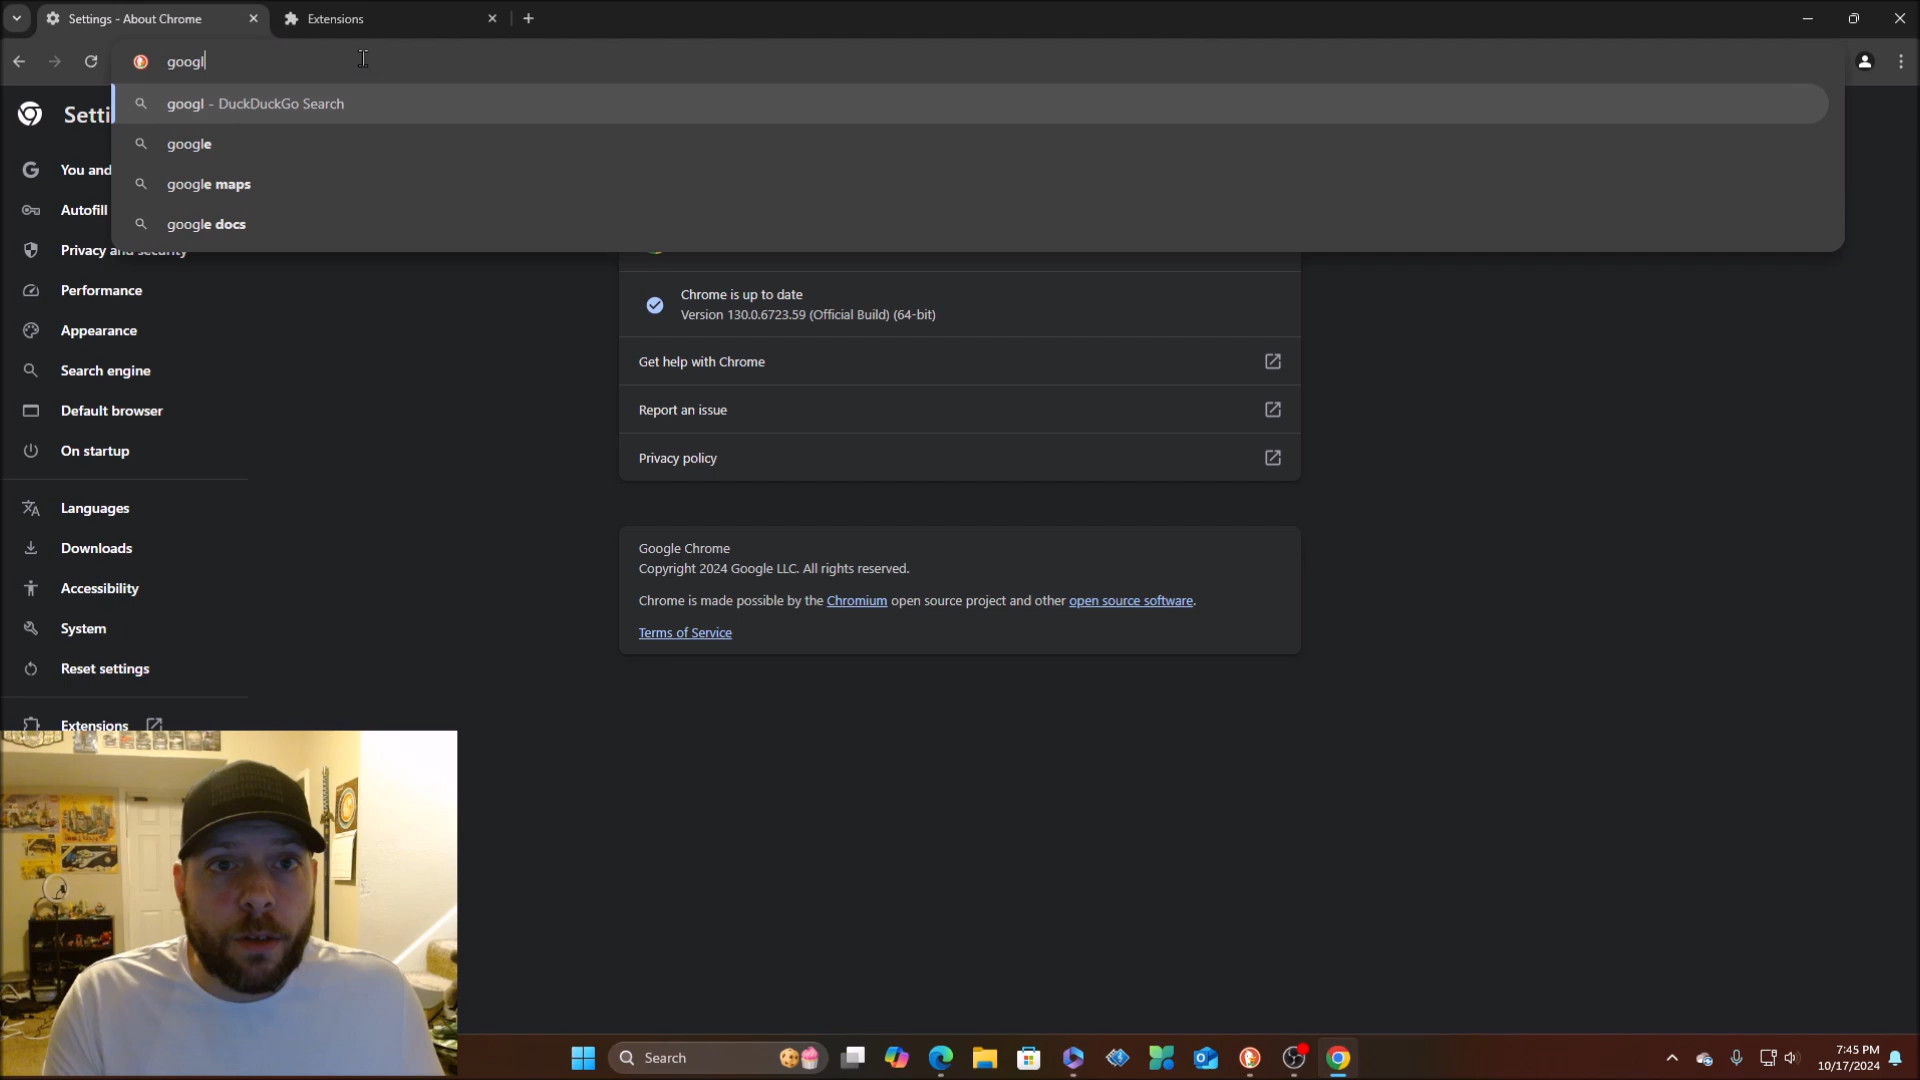 Settings - About Chrome
Extensions
googl
googl - DuckDuckGo Search
google
google maps
google docs
Setti
You and
Autofill
Privacy and security
Performance
Appearance
Search engine
Default browser
On startup
Languages
Downloads
Accessibility
System
Reset settings
Extensions
Chrome is up to date
Version 130.0.6723.59 (Official Build) (64-bit)
Get help with Chrome
Report an issue
Privacy policy
Google Chrome
Copyright 2024 Google LLC. All rights reserved.
Chrome is made possible by the Chromium open source project and other open source software.
Terms of Service
Search
7:45 PM
10/17/2024